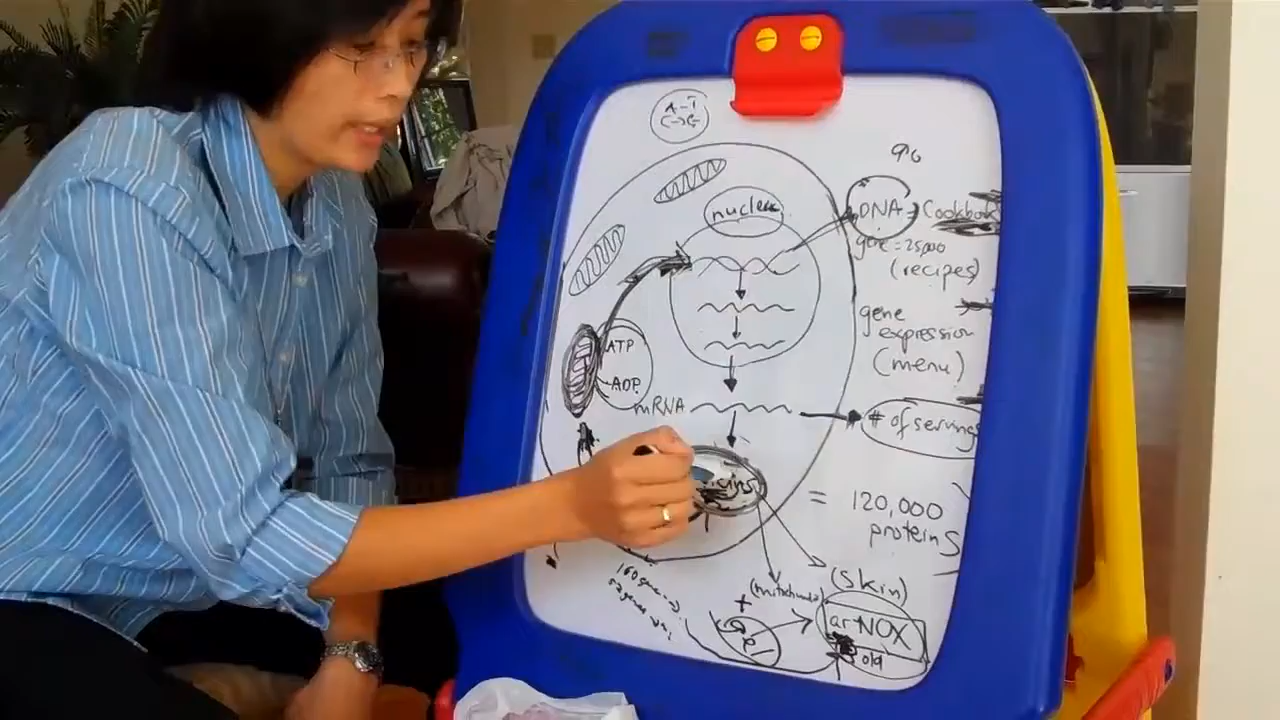 A-T
C-G
nucleus
DNA = Cookbook
gene = 25,000
(recipes)
gene
expression
(menu)
ATP
ADP
mRNA
# of servings
= 120,000
proteins
(skin)
(mitochondria)
+
arNOX
old